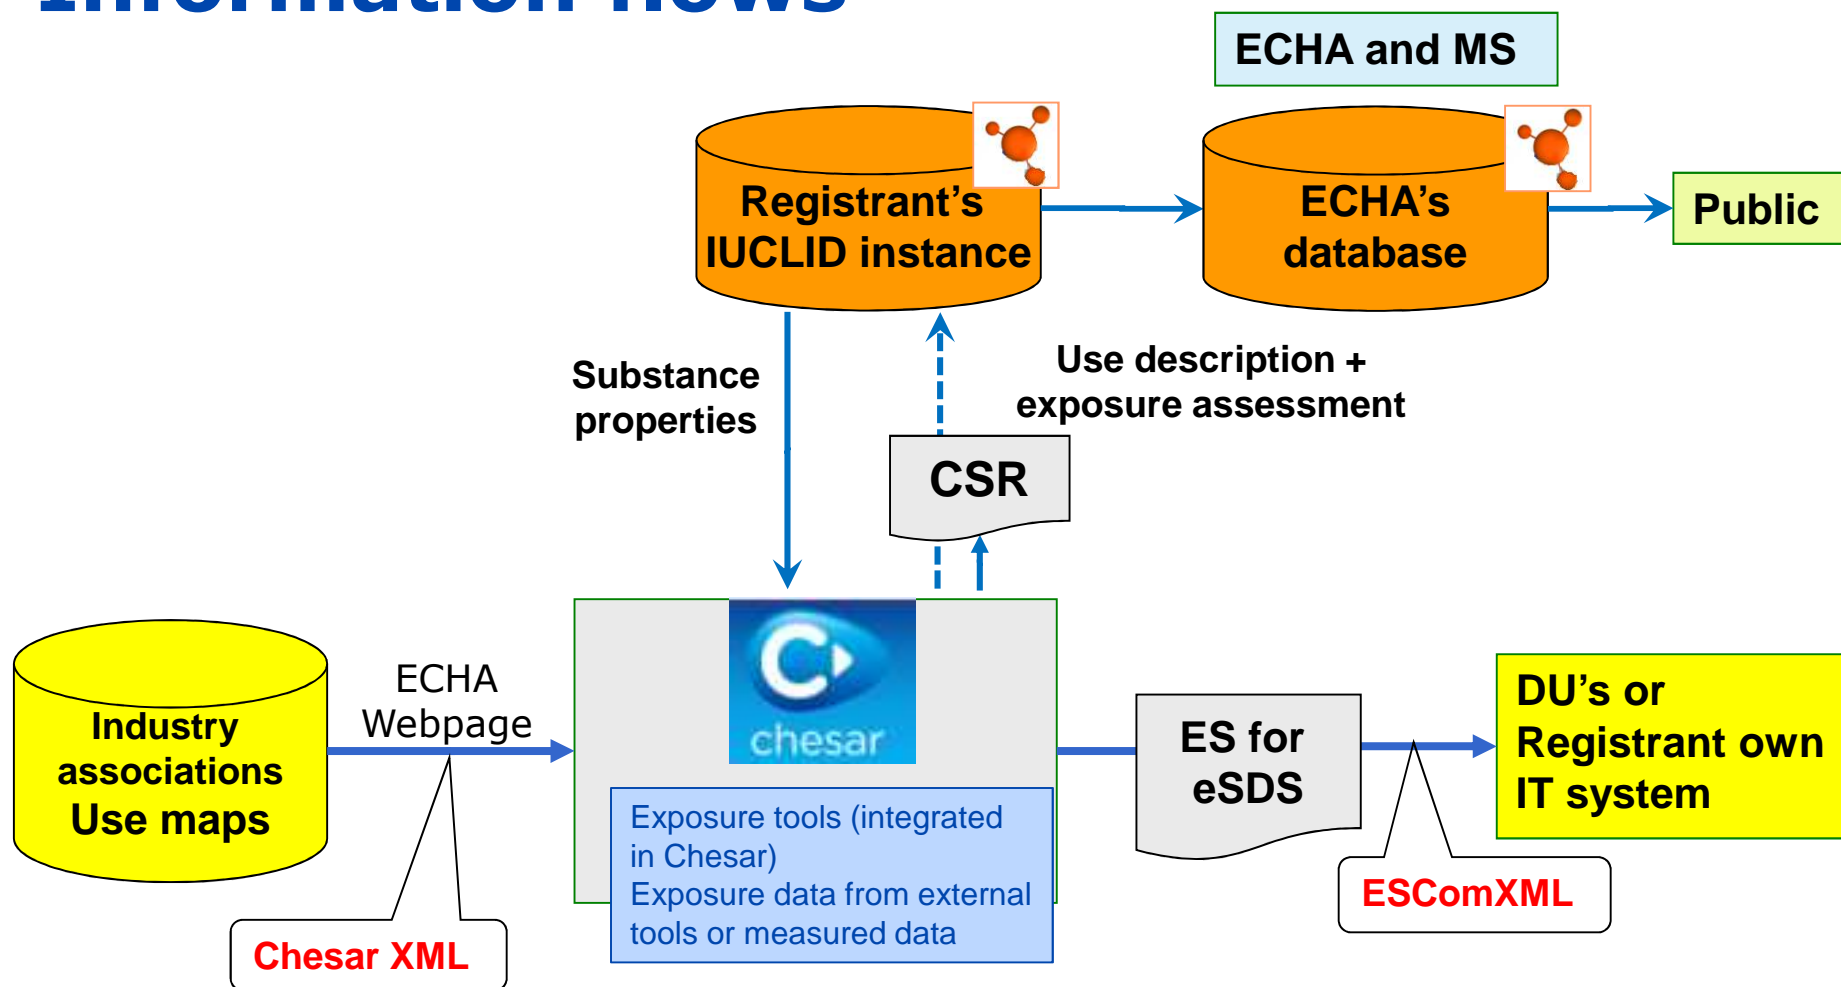 Information flows
ECHA and MS
Registrant's
IUCLID instance
ECHA's
database
Public
Substance
properties
Use description +
exposure assessment
CSR
Industry
associations
Use maps
ECHA
Webpage
chesar
Exposure tools (integrated
in Chesar)
Exposure data from external
tools or measured data
ES for
eSDS
DU's or
Registrant own
IT system
Chesar XML
ESComXML